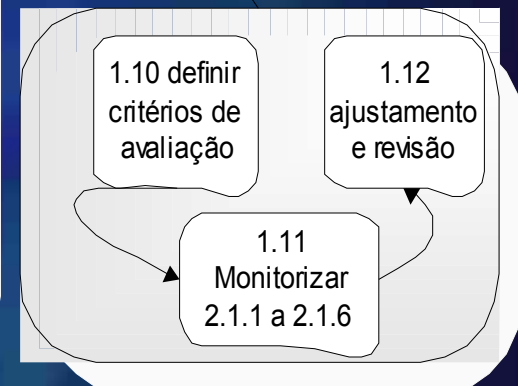 1.10 definir
critérios de
avaliação
1.12
ajustamento
e revisão
1.11
Monitorizar
2.1.1 a 2.1.6